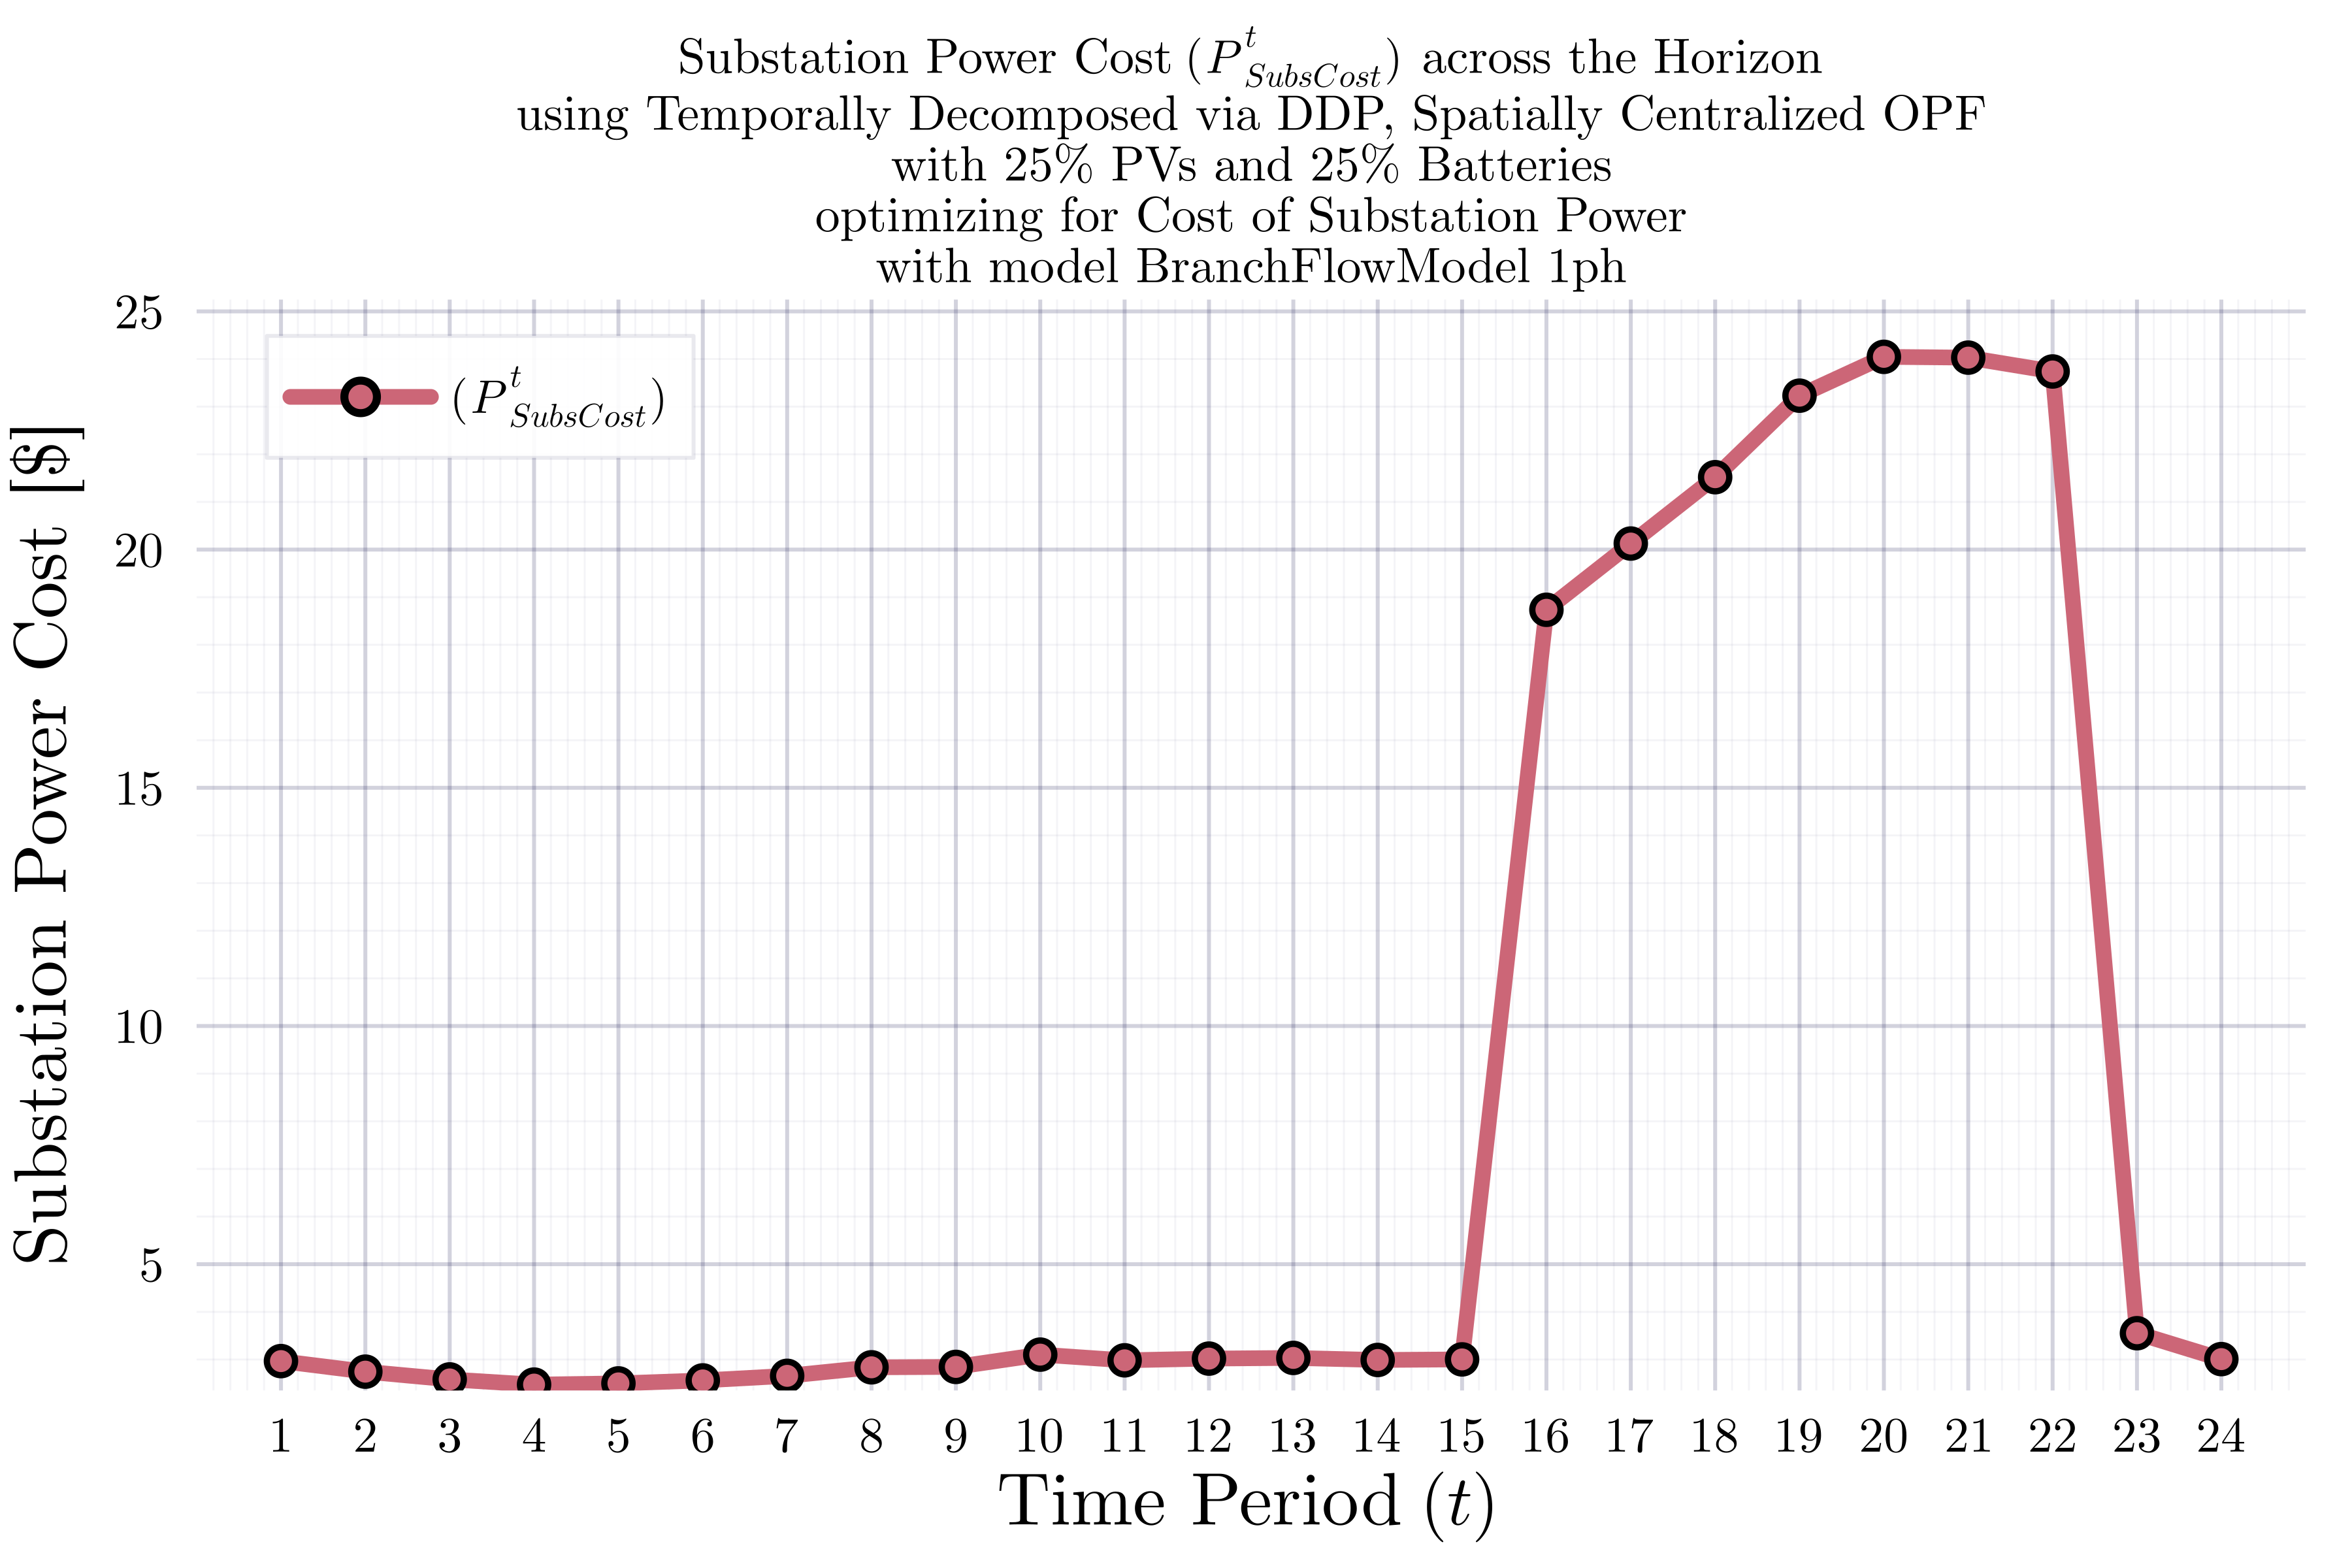 Substation Power Cost (P^t_SubsCost) across the Horizon
using Temporally Decomposed via DDP, Spatially Centralized OPF
with 25% PVs and 25% Batteries
optimizing for Cost of Substation Power
with model BranchFlowModel 1ph
(P^t_SubsCost)
Substation Power Cost [$]
25
20
15
10
5
1 2 3 4 5 6 7 8 9 10 11 12 13 14 15 16 17 18 19 20 21 22 23 24
Time Period (t)